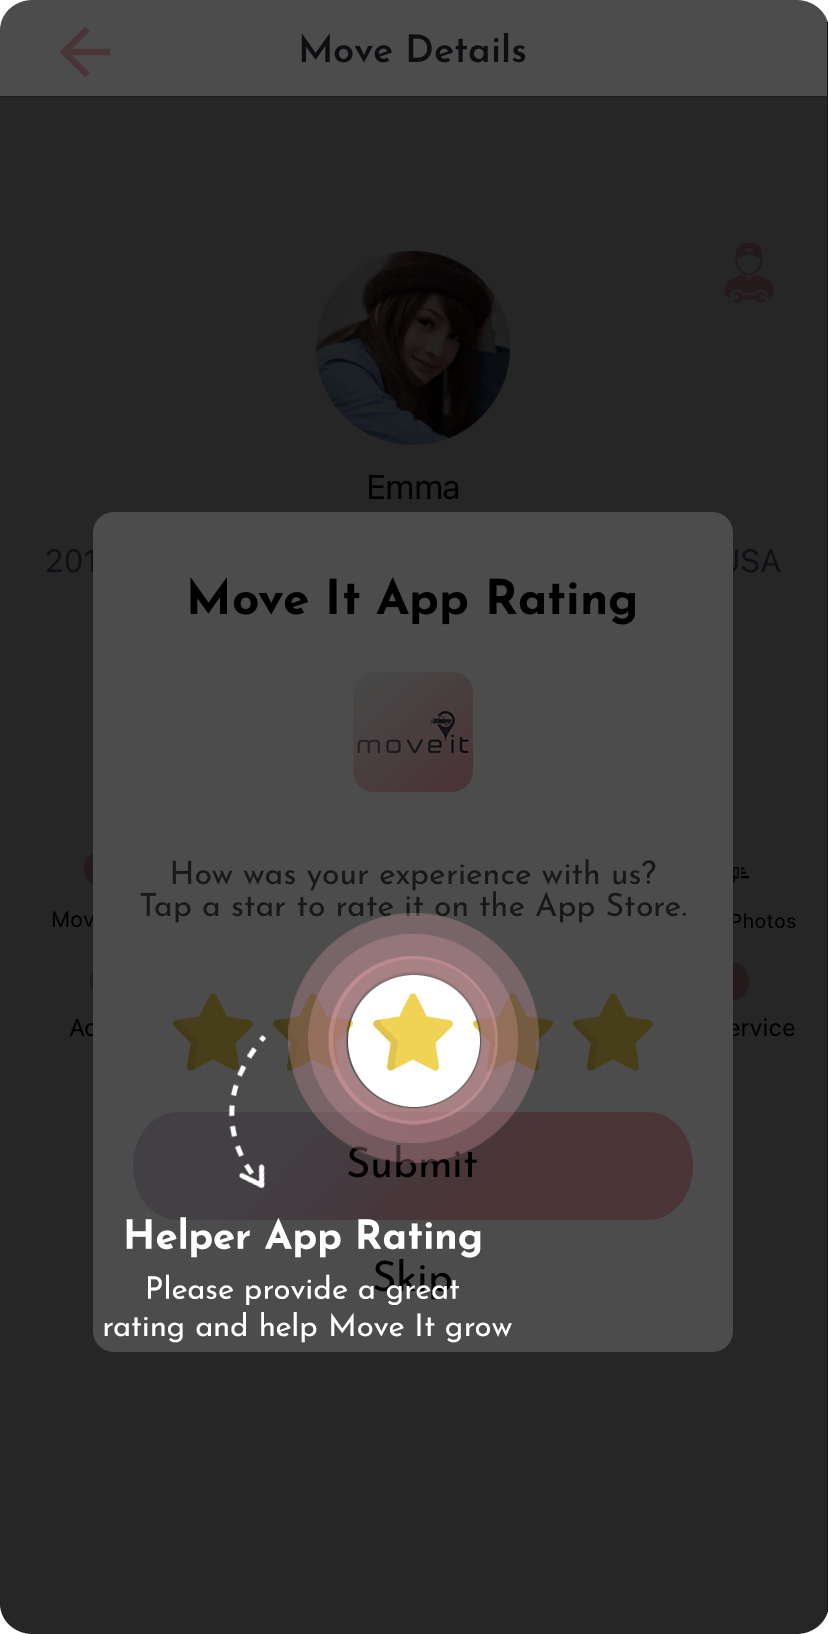 Move Details
Emma
201
USA
Move It App Rating
move it
How was your experience with us?
Tap a star to rate it on the App Store.
Mov
Photos
Ac
ervice
Submit
Helper App Rating
Skip
Please provide a great
rating and help Move It grow